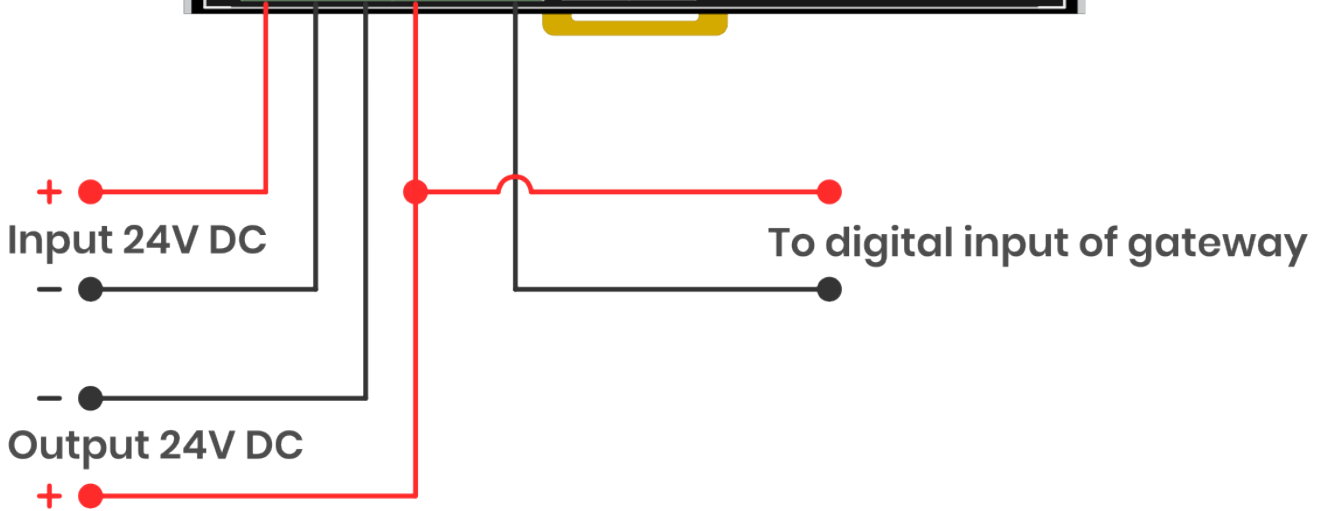 +
Input 24V DC
To digital input of gateway
−
−
Output 24V DC
+